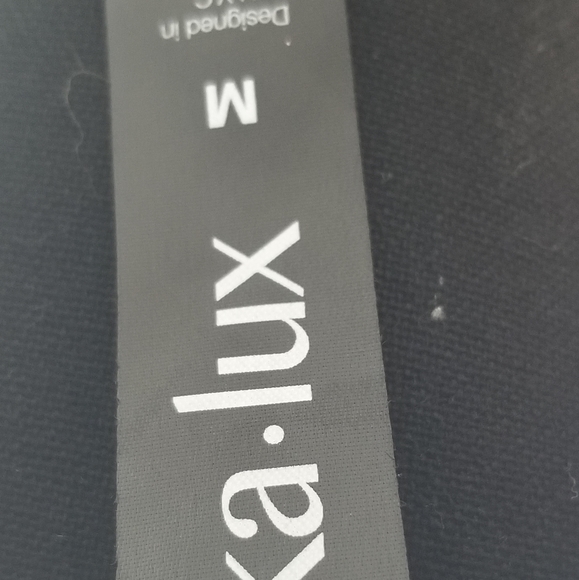 ka·lux
M
Designed in